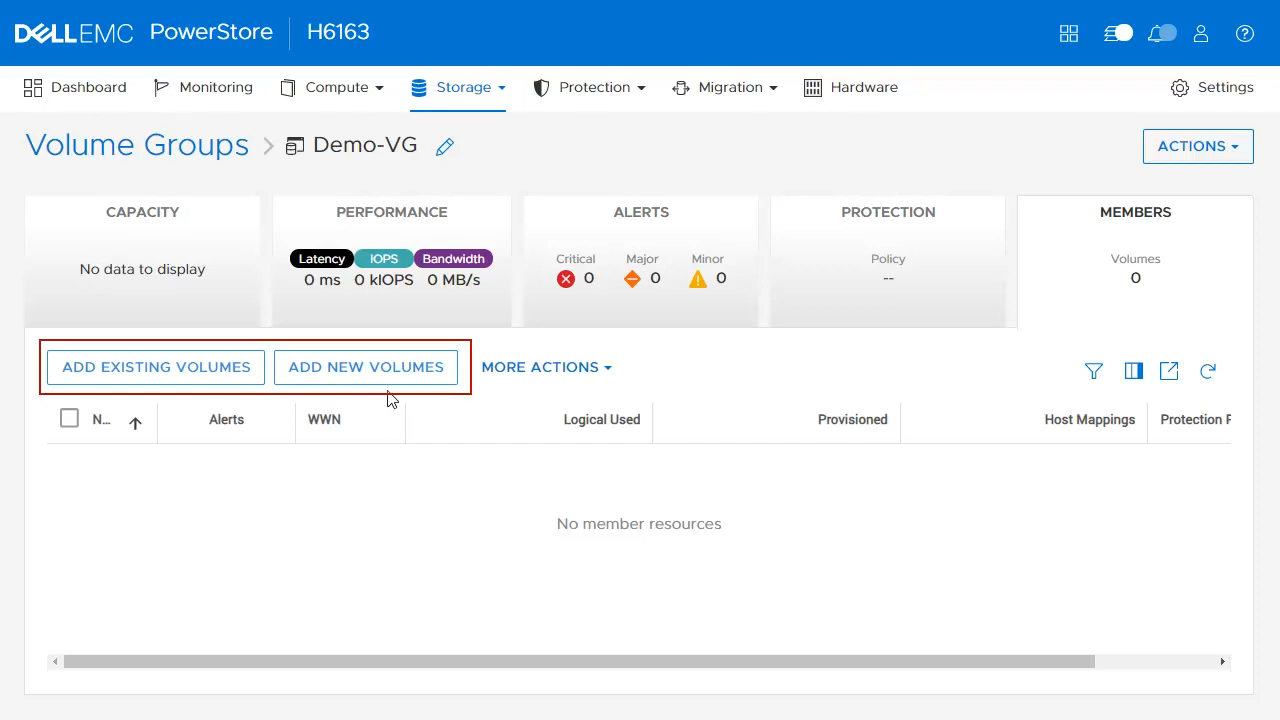 DELLEMC PowerStore H6163
Dashboard Monitoring Compute Storage Protection Migration Hardware Settings
Volume Groups Demo-VG ACTIONS
CAPACITY PERFORMANCE ALERTS PROTECTION MEMBERS
Latency IOPS Bandwidth Critical Major Minor Policy Volumes
No data to display
0 ms 0 kIOPS 0 MB/s 0 0 0 -- 0
ADD EXISTING VOLUMES ADD NEW VOLUMES MORE ACTIONS
N... Alerts WWN Logical Used Provisioned Host Mappings Protection P
No member resources